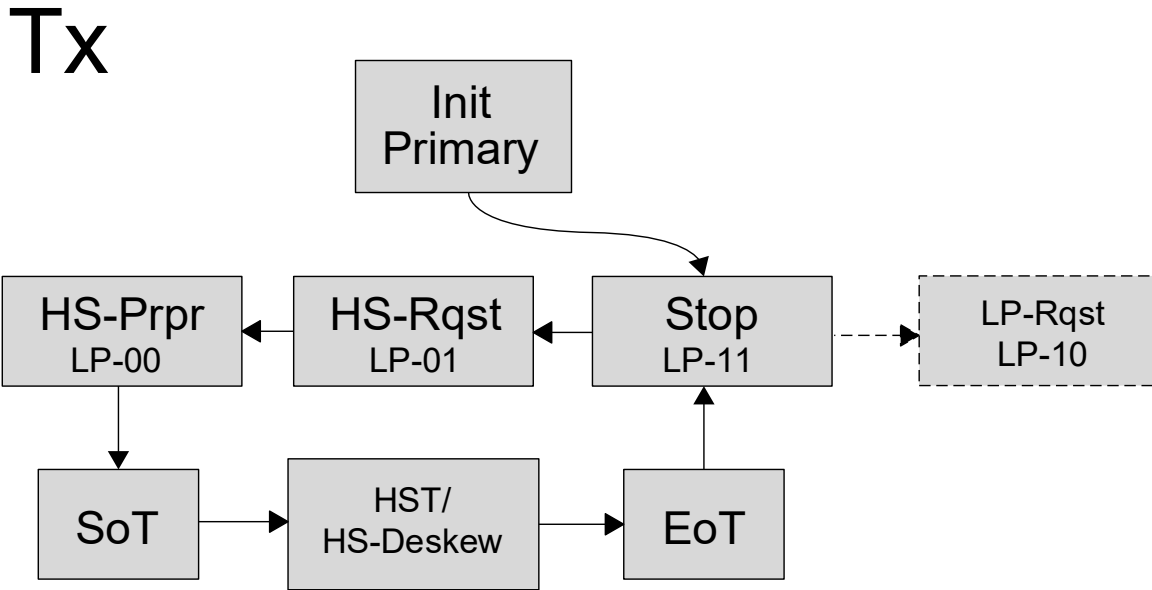 Tx
Init
Primary
HS-Prpr
LP-00
HS-Rqst
LP-01
Stop
LP-11
LP-Rqst
LP-10
SoT
HST/
HS-Deskew
EoT